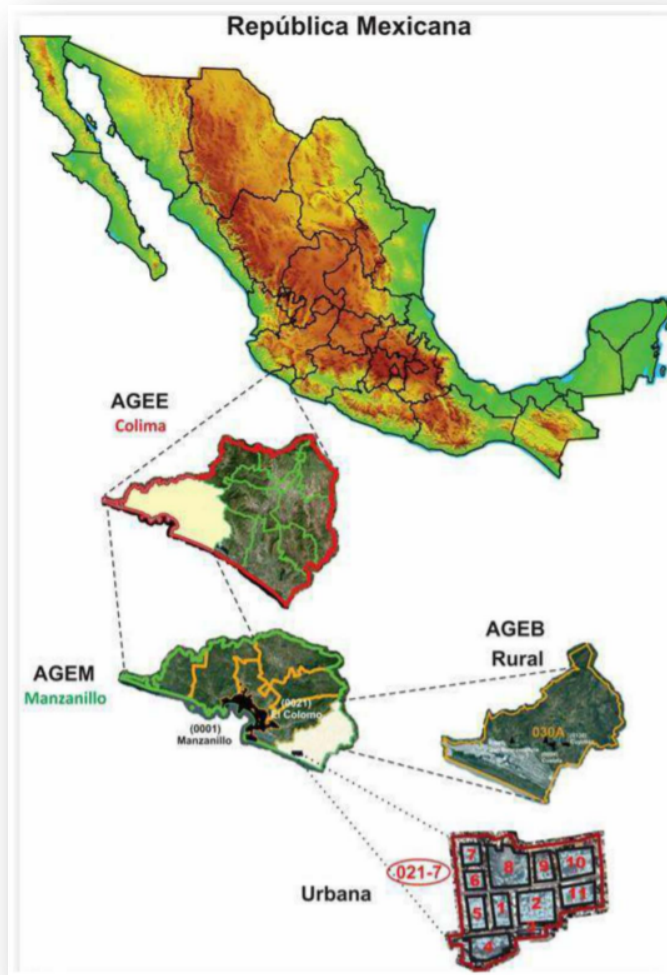 República Mexicana
AGEE
Colima
AGEM
Manzanillo
(0001)
Manzanillo
(0021)
El Colomo
AGEB
Rural
030A
Urbana
021-7
7
8
9
10
6
5
1
2
11
4